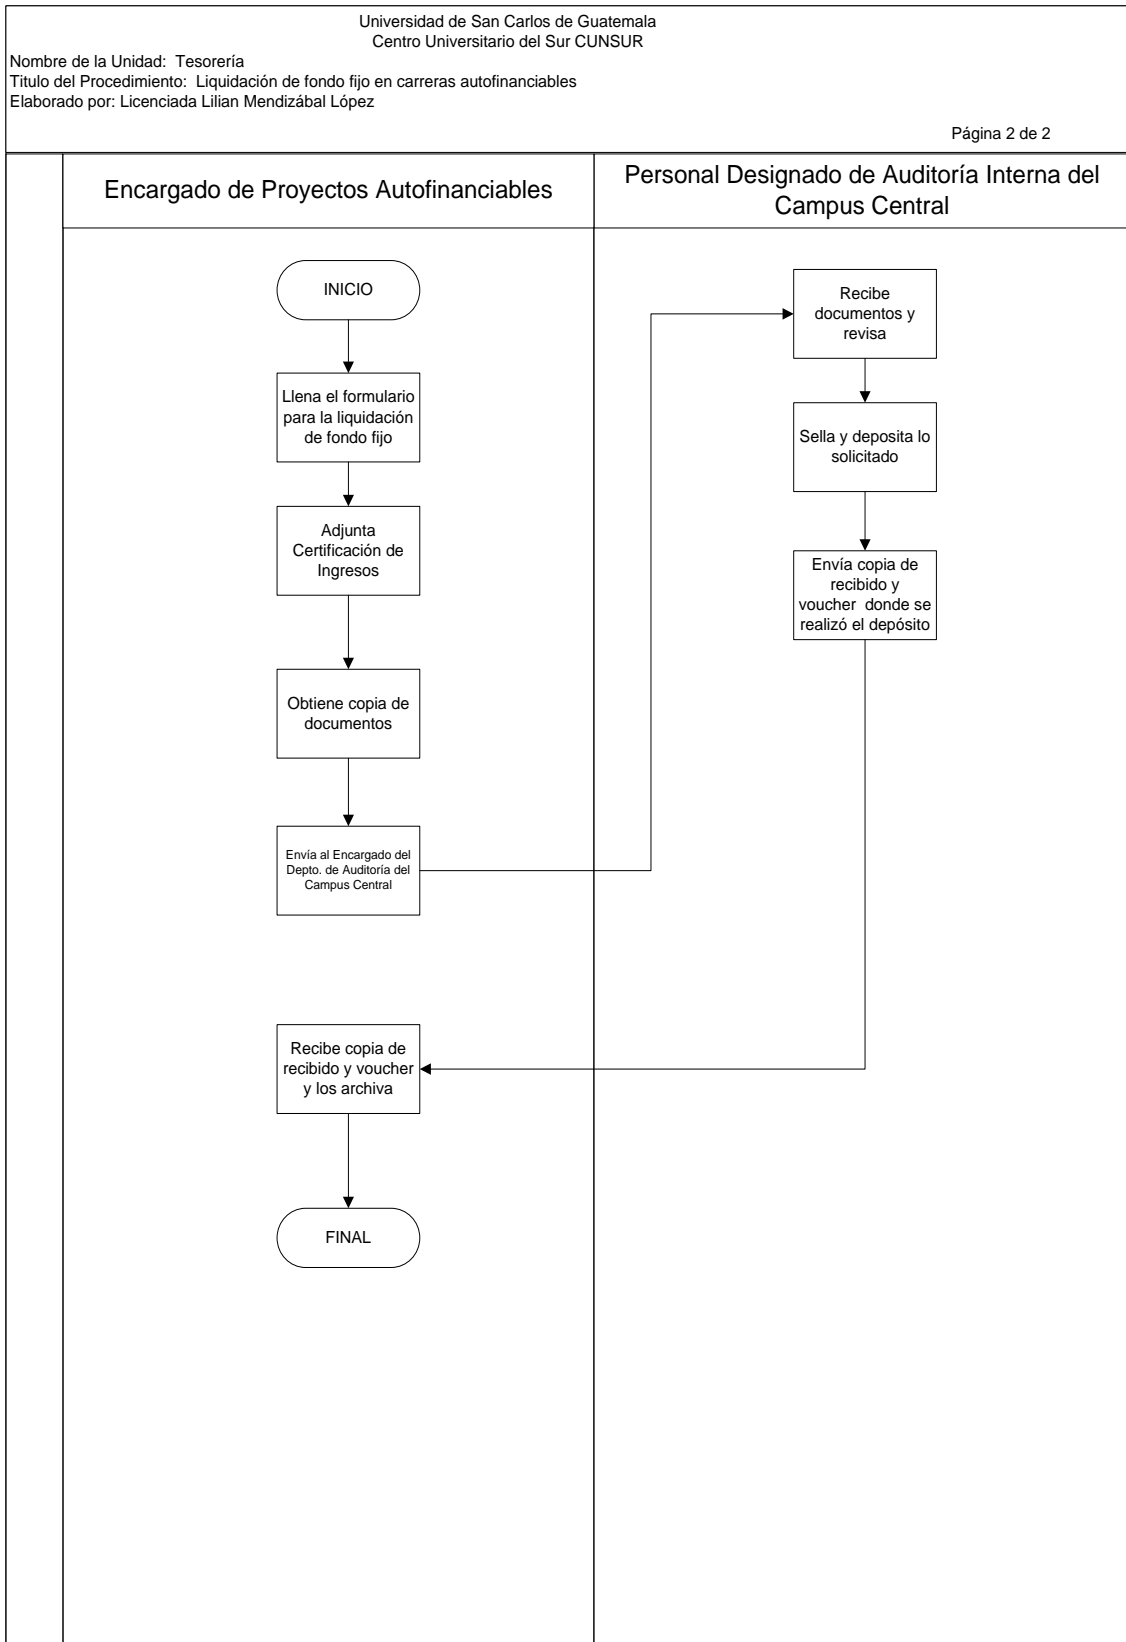 Universidad de San Carlos de Guatemala
Centro Universitario del Sur CUNSUR
Nombre de la Unidad:  Tesorería
Titulo del Procedimiento:  Liquidación de fondo fijo en carreras autofinanciables
Elaborado por: Licenciada Lilian Mendizábal López
Página 2 de 2
Encargado de Proyectos Autofinanciables
Personal Designado de Auditoría Interna del
Campus Central
INICIO
Llena el formulario
para la liquidación
de fondo fijo
Adjunta
Certificación de
Ingresos
Obtiene copia de
documentos
Envía al Encargado del
Depto. de Auditoría del
Campus Central
Recibe
documentos y
revisa
Sella y deposita lo
solicitado
Envía copia de
recibido y
voucher  donde se
realizó el depósito
Recibe copia de
recibido y voucher
y los archiva
FINAL